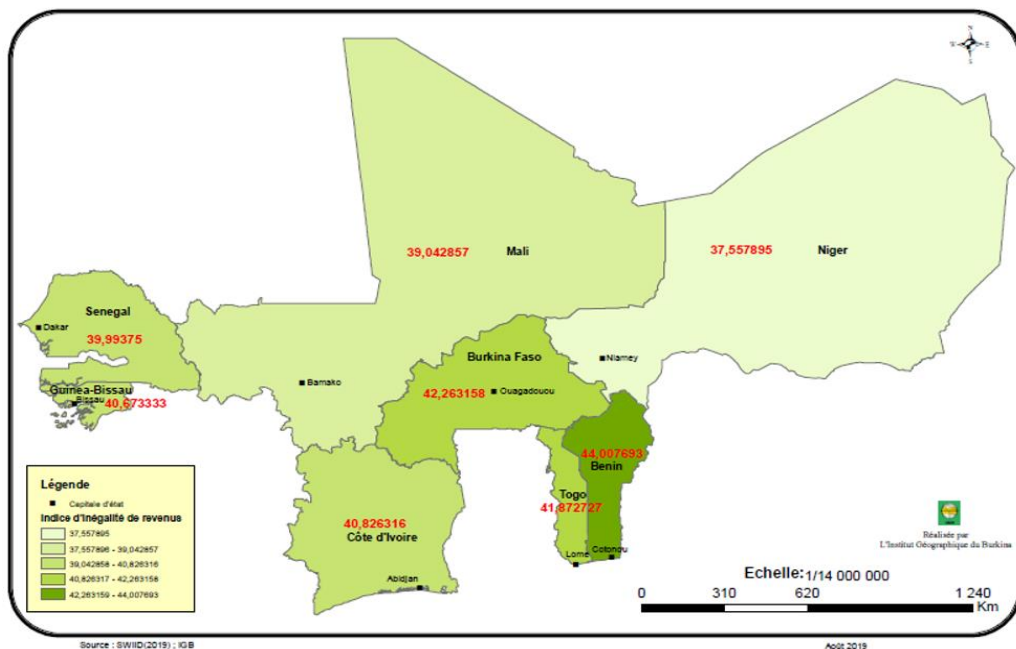 N
W E
S
39,042857
Mali
37,557895
Niger
Senegal
Dakar
39,99375
Burkina Faso
Niamey
Guinea-Bissau
Bissau
40,673333
Bamako
42,263158
Ouagadouou
44,007693
Benin
Togo
41,872727
40,826316
Côte d'Ivoire
Lome
Cotonou
Abidjan
Légende
Capitale d'état
Indice d'Inégalité de revenus
37,557895
37,557896 - 39,042857
39,042858 - 40,826316
40,826317 - 42,263158
42,263159 - 44,007693
Réalisée par
L'Institut Géographique du Burkina
Echelle: 1/14 000 000
0 310 620 1 240
Km
Source : SWIID(2019) ; IGB
Août 2019